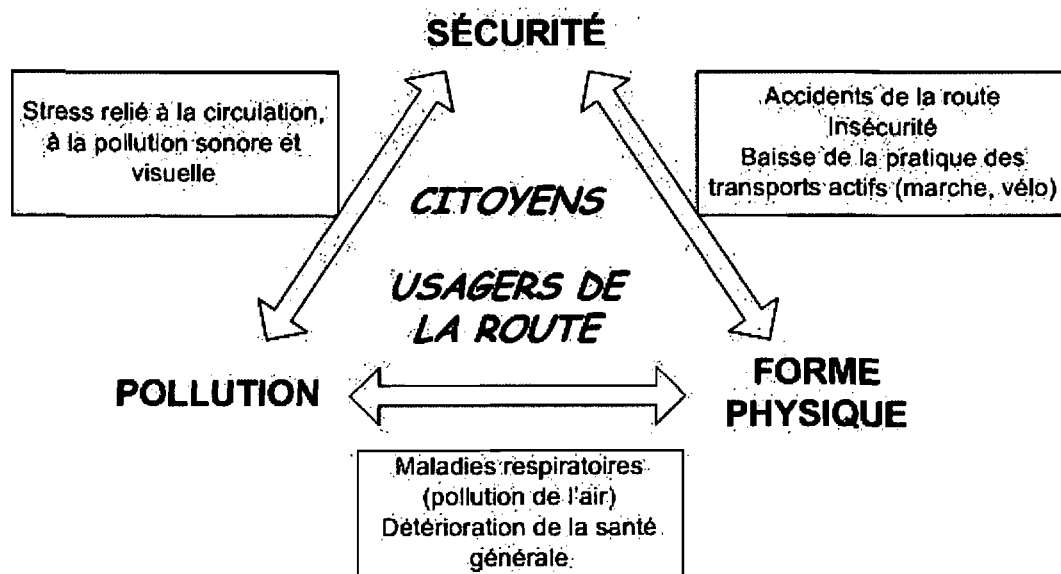 SÉCURITÉ
Stress relié à la circulation,
à la pollution sonore et
visuelle
Accidents de la route
Insécurité
Baisse de la pratique des
transports actifs (marche, vélo)
CITOYENS
USAGERS DE
LA ROUTE
POLLUTION
FORME
PHYSIQUE
Maladies respiratoires
(pollution de l'air)
Détérioration de la santé
générale